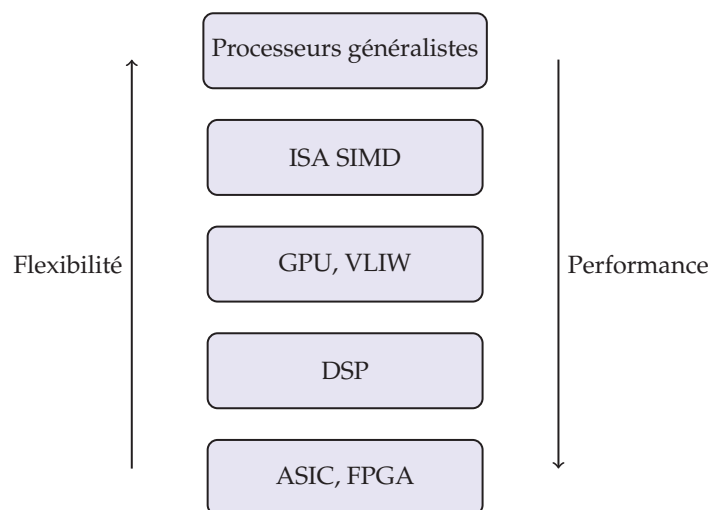 Processeurs généralistes
ISA SIMD
Flexibilité
GPU, VLIW
Performance
DSP
ASIC, FPGA